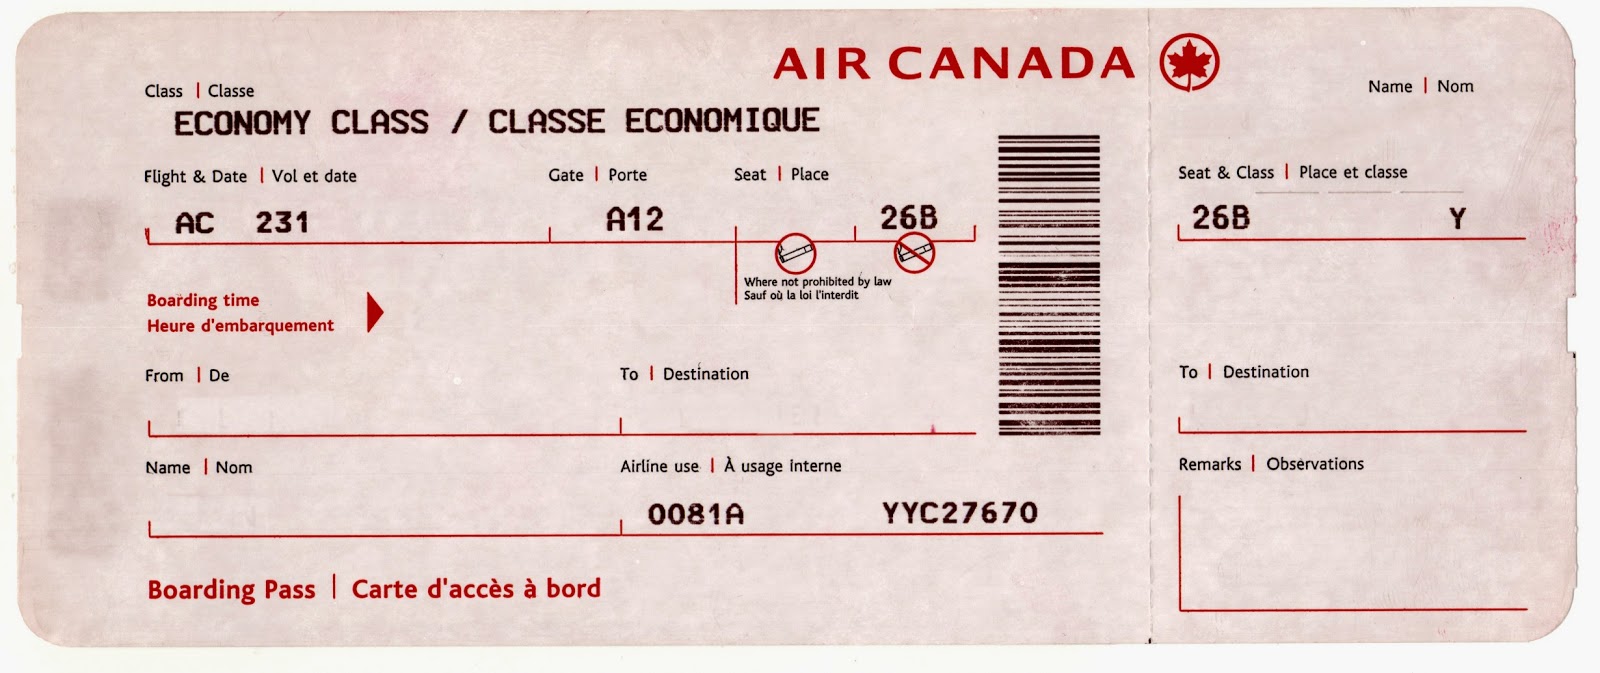 AIR CANADA
Class | Classe
ECONOMY CLASS / CLASSE ECONOMIQUE
Flight & Date | Vol et date
Gate | Porte
Seat | Place
AC 231
A12
26B
Where not prohibited by law
Sauf où la loi l'interdit
Boarding time
Heure d'embarquement
From | De
To | Destination
Name | Nom
Airline use | À usage interne
0081A YYC27670
Boarding Pass | Carte d'accès à bord
Name | Nom
Seat & Class | Place et classe
26B Y
To | Destination
Remarks | Observations